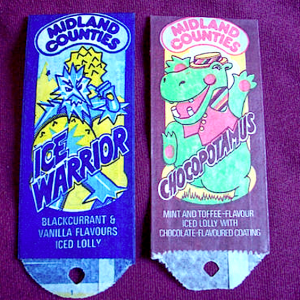 MIDLAND
COUNTIES
ICE
WARRIOR
BLACKCURRANT &
VANILLA FLAVOURS
ICED LOLLY
MIDLAND
COUNTIES
CHOCOPOTAMUS
MINT AND TOFFEE-FLAVOUR
ICED LOLLY WITH
CHOCOLATE-FLAVOURED COATING